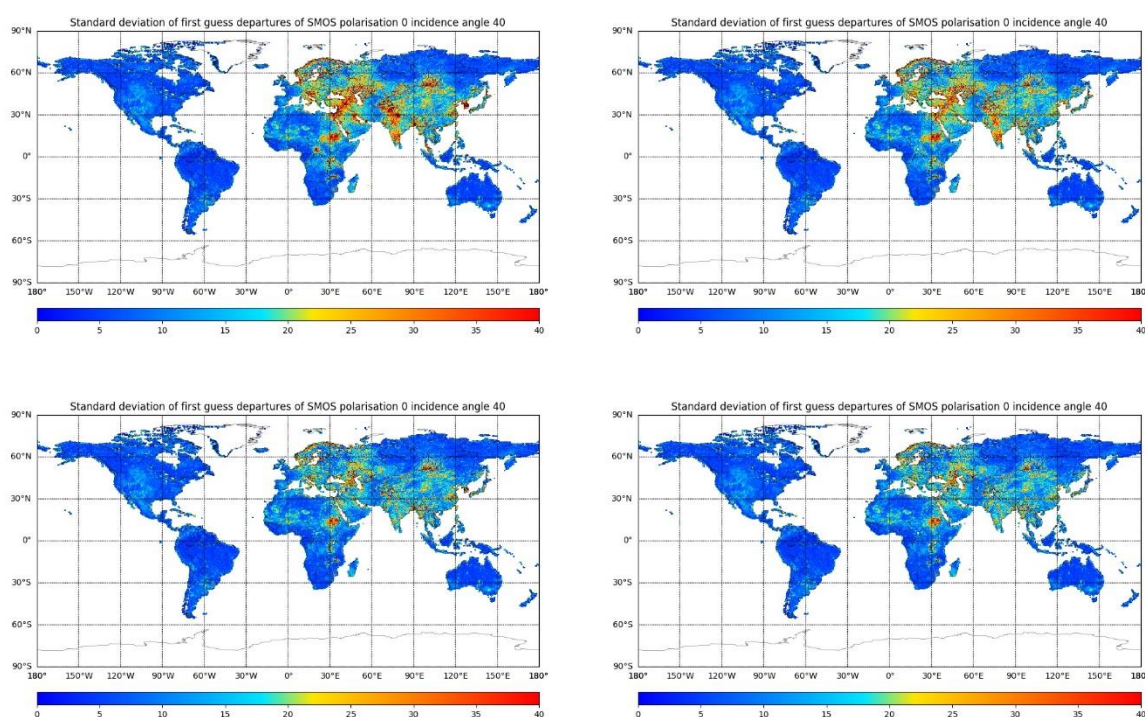 Standard deviation of first guess departures of SMOS polarisation 0 incidence angle 40
90°N
60°N
30°N
0°
30°S
60°S
90°S
180° 150°W 120°W 90°W 60°W 30°W 0° 30°E 60°E 90°E 120°E 150°E 180°
0 5 10 15 20 25 30 35 40
Standard deviation of first guess departures of SMOS polarisation 0 incidence angle 40
90°N
60°N
30°N
0°
30°S
60°S
90°S
180° 150°W 120°W 90°W 60°W 30°W 0° 30°E 60°E 90°E 120°E 150°E 180°
0 5 10 15 20 25 30 35 40
Standard deviation of first guess departures of SMOS polarisation 0 incidence angle 40
90°N
60°N
30°N
0°
30°S
60°S
90°S
180° 150°W 120°W 90°W 60°W 30°W 0° 30°E 60°E 90°E 120°E 150°E 180°
0 5 10 15 20 25 30 35 40
Standard deviation of first guess departures of SMOS polarisation 0 incidence angle 40
90°N
60°N
30°N
0°
30°S
60°S
90°S
180° 150°W 120°W 90°W 60°W 30°W 0° 30°E 60°E 90°E 120°E 150°E 180°
0 5 10 15 20 25 30 35 40